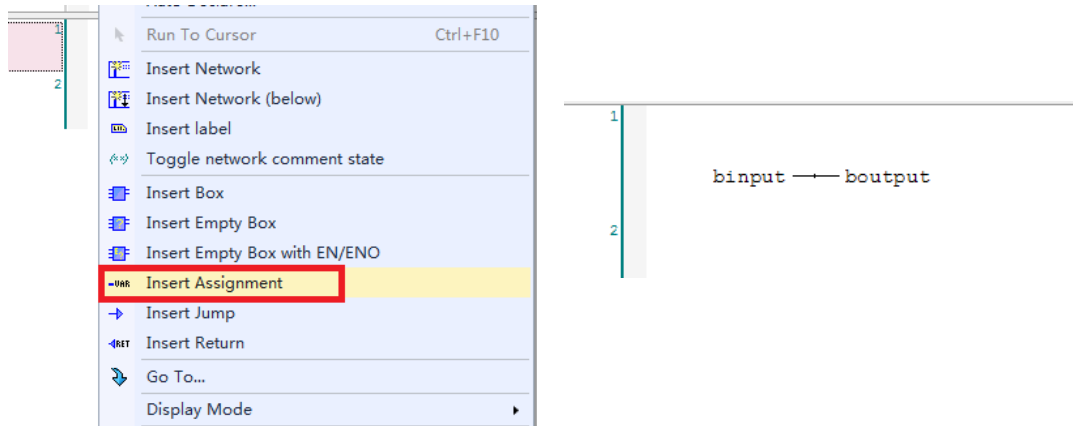 1
2
Run To Cursor Ctrl+F10
Insert Network
Insert Network (below)
Insert label
Toggle network comment state
Insert Box
Insert Empty Box
Insert Empty Box with EN/ENO
-VAR Insert Assignment
Insert Jump
RET Insert Return
Go To...
Display Mode
1
binput boutput
2